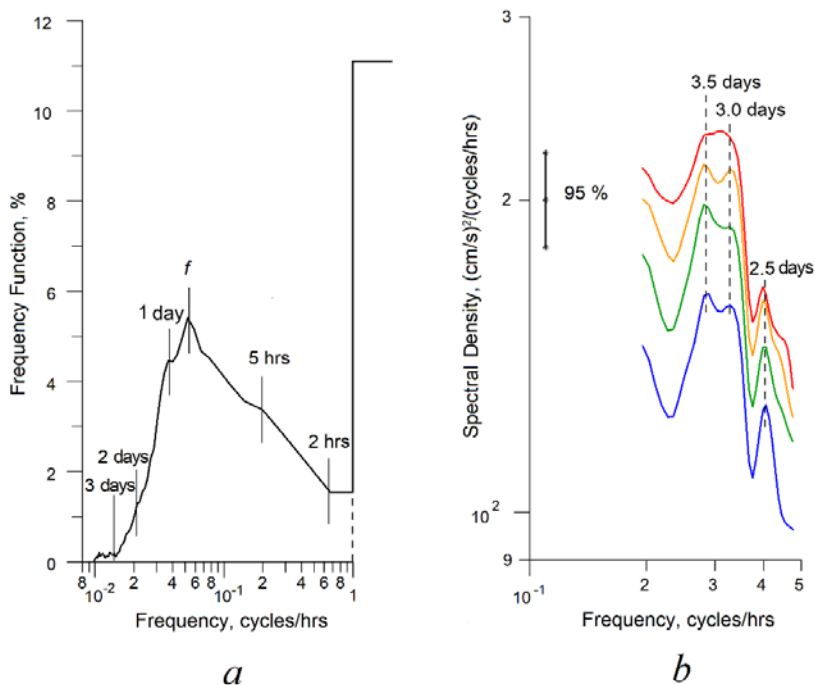 12
11
10
8
6
4
2
0
Frequency Function, %
f
1 day
5 hrs
2 days
3 days
2 hrs
8 10⁻² 2 4 6 8 10⁻¹ 2 4 6 8 1
Frequency, cycles/hrs
a
3
2
10²
9
Spectral Density, (cm/s)²/(cycles/hrs)
95 %
3.5 days
3.0 days
2.5 days
10⁻¹ 2 3 4 5
Frequency, cycles/hrs
b